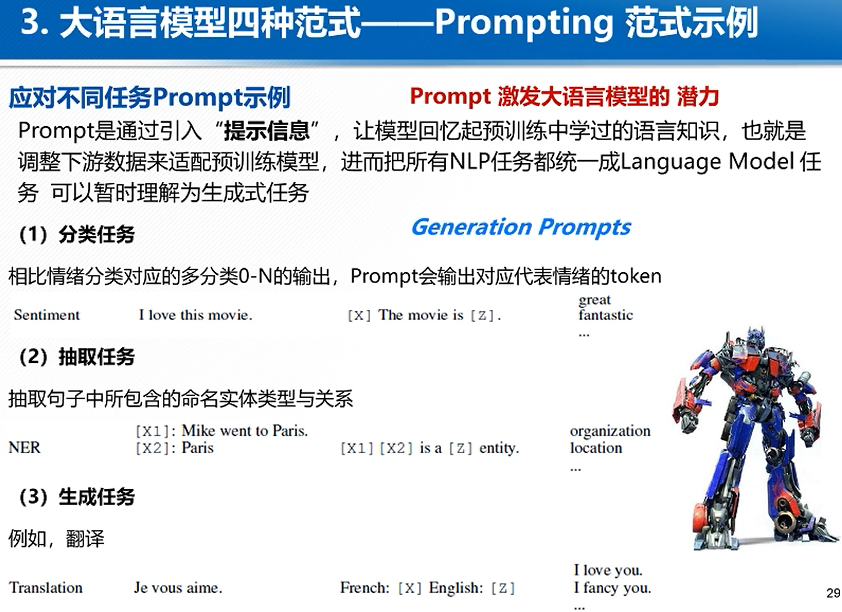 3. 大语言模型四种范式——Prompting 范式示例
应对不同任务Prompt示例
Prompt 激发大语言模型的 潜力
Prompt是通过引入“提示信息”，让模型回忆起预训练中学过的语言知识，也就是
调整下游数据来适配预训练模型，进而把所有NLP任务都统一成Language Model 任
务 可以暂时理解为生成式任务
（1）分类任务
Generation Prompts
相比情绪分类对应的多分类0-N的输出，Prompt会输出对应代表情绪的token
Sentiment I love this movie. [X] The movie is [Z]. great
fantastic
...
（2）抽取任务
抽取句子中所包含的命名实体类型与关系
[X1]: Mike went to Paris. organization
NER [X2]: Paris [X1][X2] is a [Z] entity. location
...
（3）生成任务
例如，翻译
I love you.
Translation Je vous aime. French: [X] English: [Z] I fancy you.
...
29